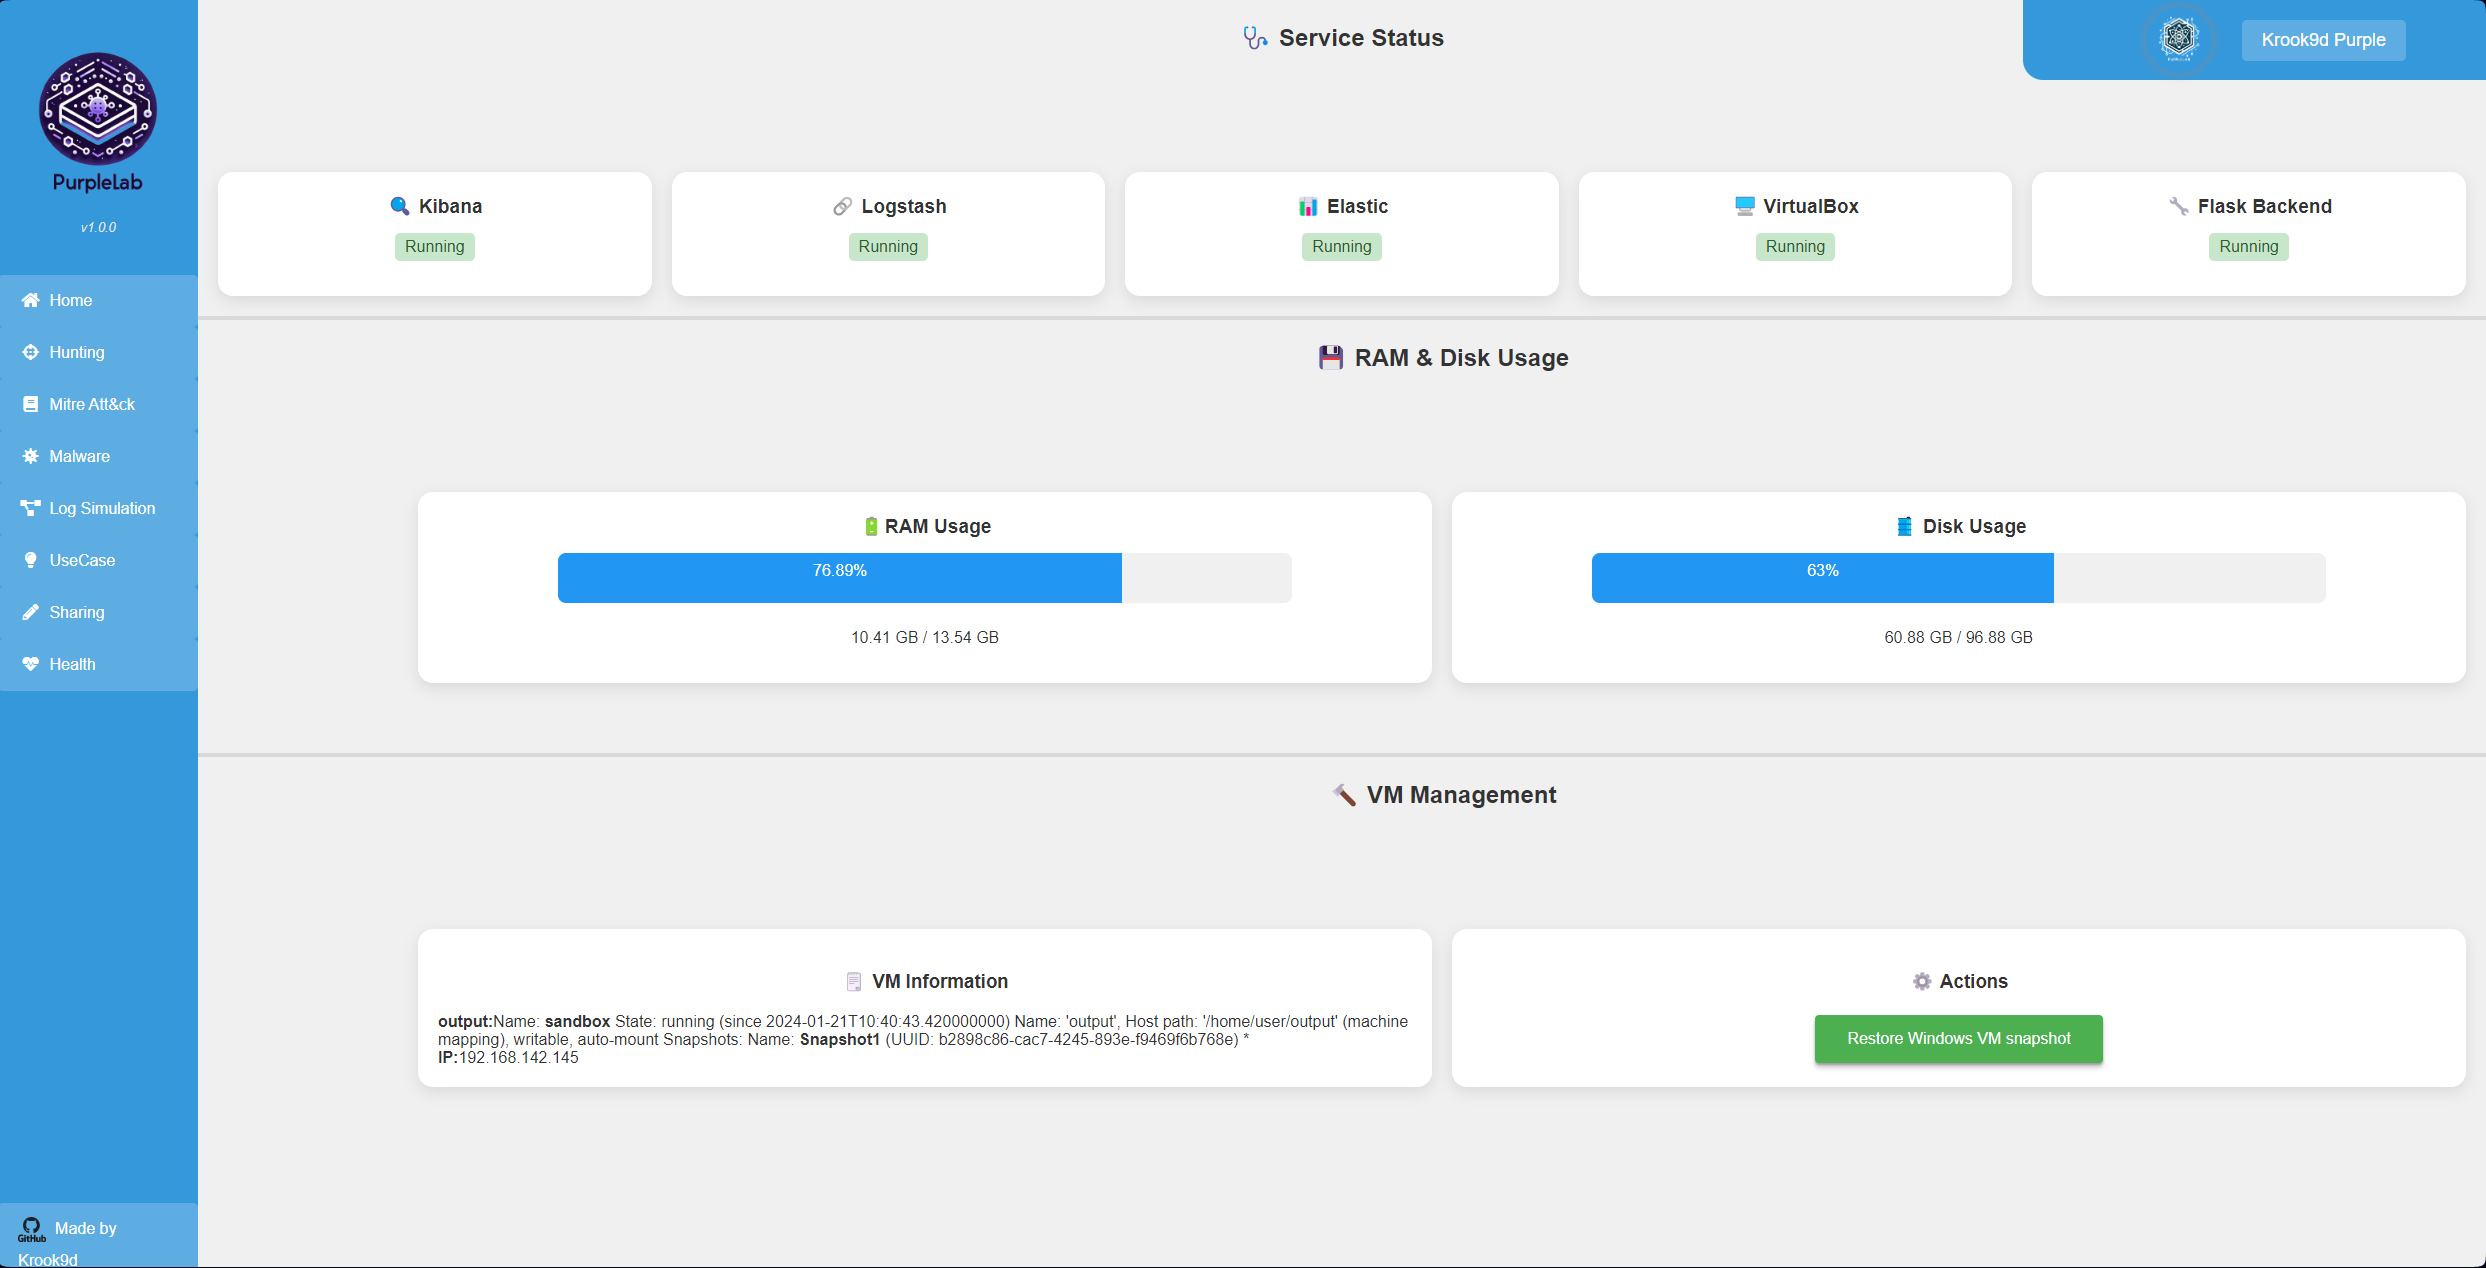 PurpleLab
v1.0.0
Home
Hunting
Mitre Att&ck
Malware
Log Simulation
UseCase
Sharing
Health
GitHub Made by
Krook9d
Service Status
Krook9d Purple
Kibana
Running
Logstash
Running
Elastic
Running
VirtualBox
Running
Flask Backend
Running
RAM & Disk Usage
RAM Usage
76.89%
10.41 GB / 13.54 GB
Disk Usage
63%
60.88 GB / 96.88 GB
VM Management
VM Information
output:Name: sandbox State: running (since 2024-01-21T10:40:43.420000000) Name: 'output', Host path: '/home/user/output' (machine
mapping), writable, auto-mount Snapshots: Name: Snapshot1 (UUID: b2898c86-cac7-4245-893e-f9469f6b768e) *
IP:192.168.142.145
Actions
Restore Windows VM snapshot